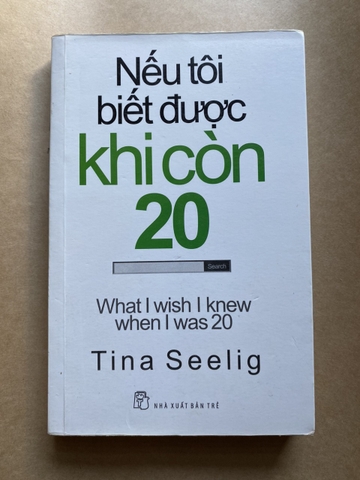 Nếu tôi
biết được
khi còn
20
Search
What I wish I knew
when I was 20
Tina Seelig
NHÀ XUẤT BẢN TRẺ